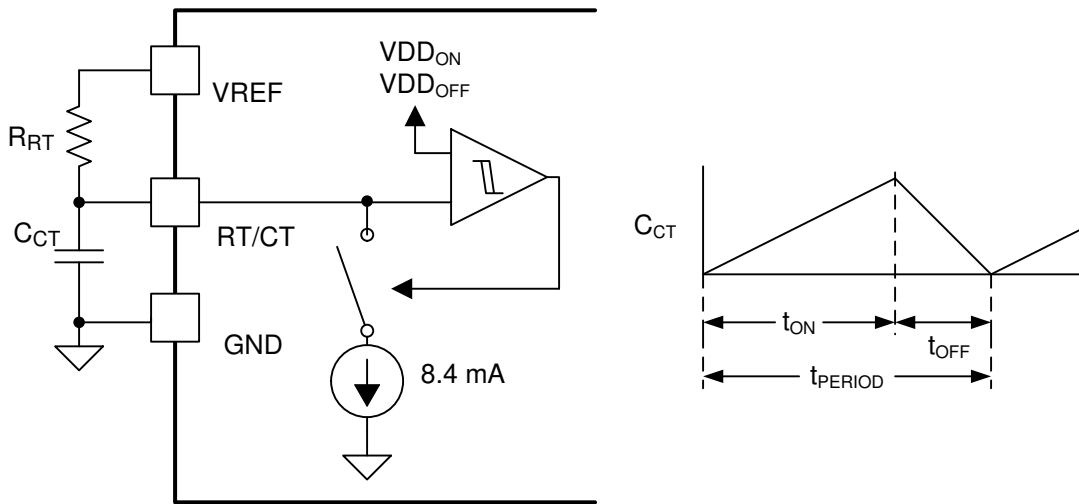 VDD_ON
VDD_OFF
VREF
R_RT
C_CT
RT/CT
GND
8.4 mA
C_CT
t_ON
t_OFF
t_PERIOD